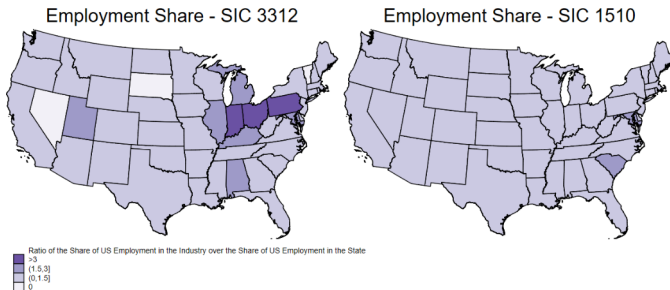 Employment Share - SIC 3312
Employment Share - SIC 1510
Ratio of the Share of US Employment in the Industry over the Share of US Employment in the State
>3
(1.5,3]
(0,1.5]
0